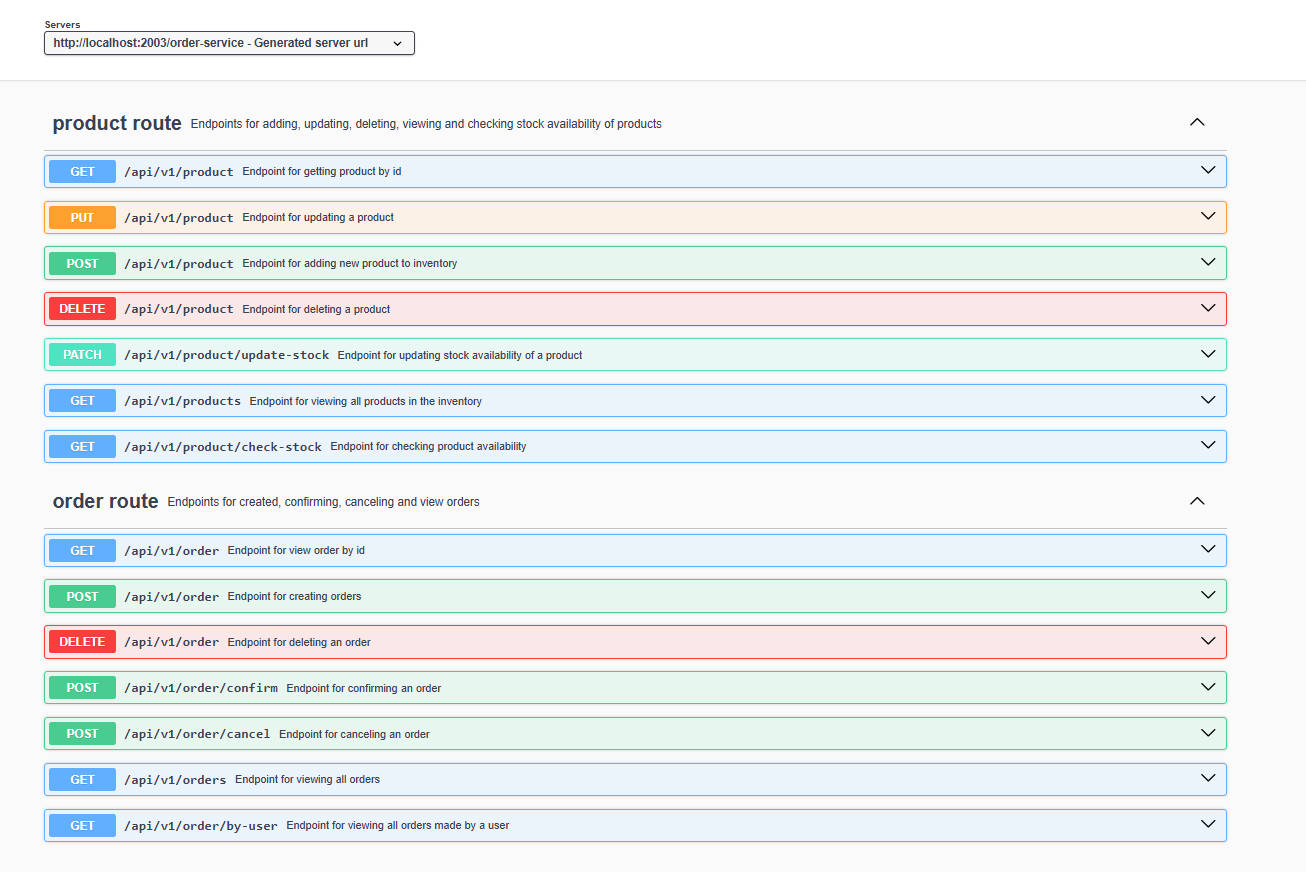 Servers
http://localhost:2003/order-service - Generated server url
product route Endpoints for adding, updating, deleting, viewing and checking stock availability of products
GET /api/v1/product Endpoint for getting product by id
PUT /api/v1/product Endpoint for updating a product
POST /api/v1/product Endpoint for adding new product to inventory
DELETE /api/v1/product Endpoint for deleting a product
PATCH /api/v1/product/update-stock Endpoint for updating stock availability of a product
GET /api/v1/products Endpoint for viewing all products in the inventory
GET /api/v1/product/check-stock Endpoint for checking product availability
order route Endpoints for created, confirming, canceling and view orders
GET /api/v1/order Endpoint for view order by id
POST /api/v1/order Endpoint for creating orders
DELETE /api/v1/order Endpoint for deleting an order
POST /api/v1/order/confirm Endpoint for confirming an order
POST /api/v1/order/cancel Endpoint for canceling an order
GET /api/v1/orders Endpoint for viewing all orders
GET /api/v1/order/by-user Endpoint for viewing all orders made by a user